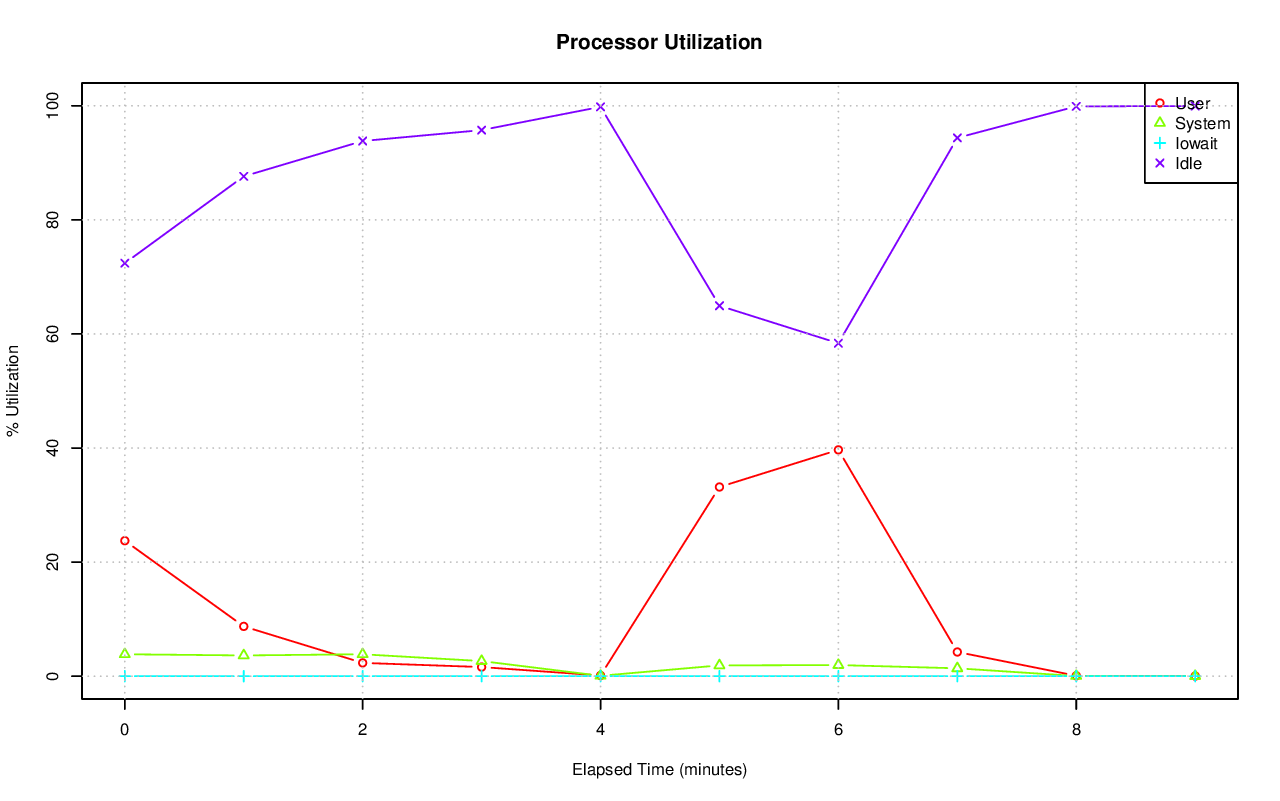 Processor Utilization
% Utilization
100
80
60
40
20
0
User
System
Iowait
Idle
0 2 4 6 8
Elapsed Time (minutes)